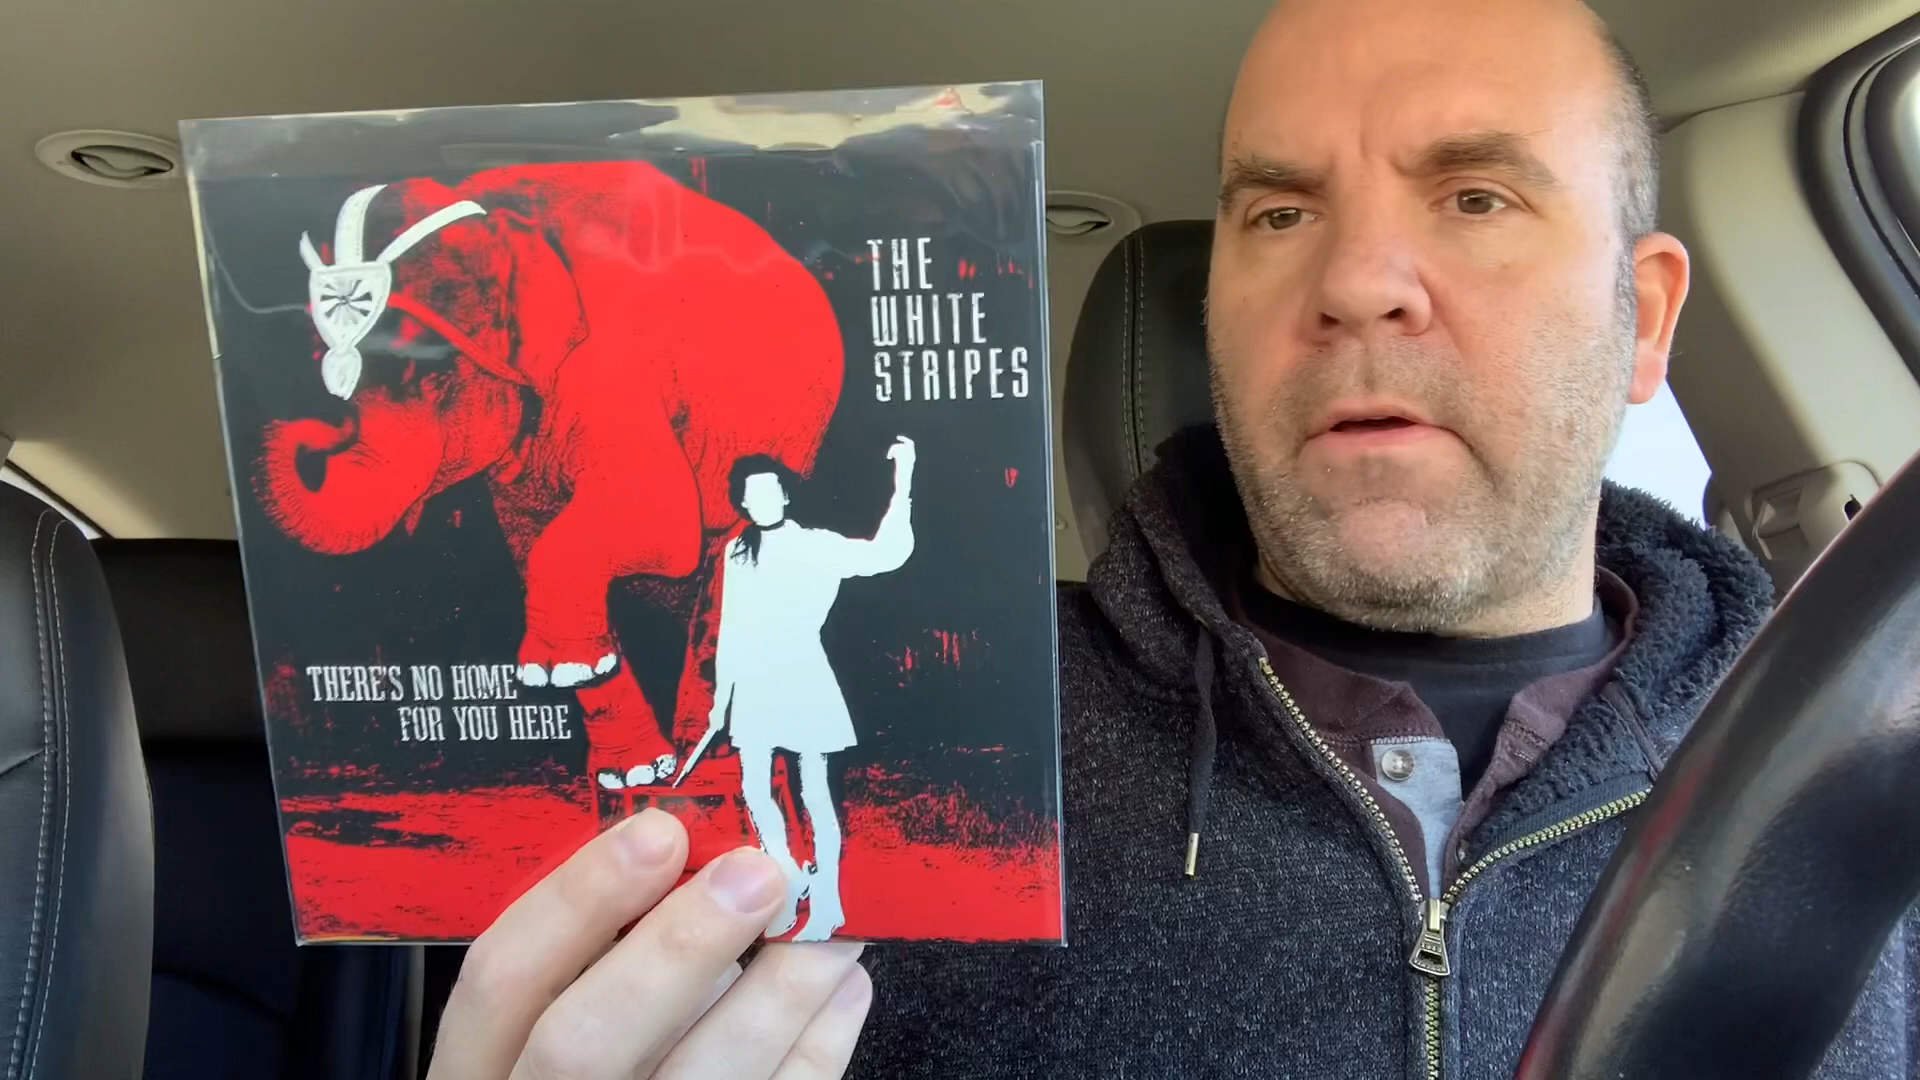 THE
WHITE
STRIPES
THERE'S NO HOME
FOR YOU HERE